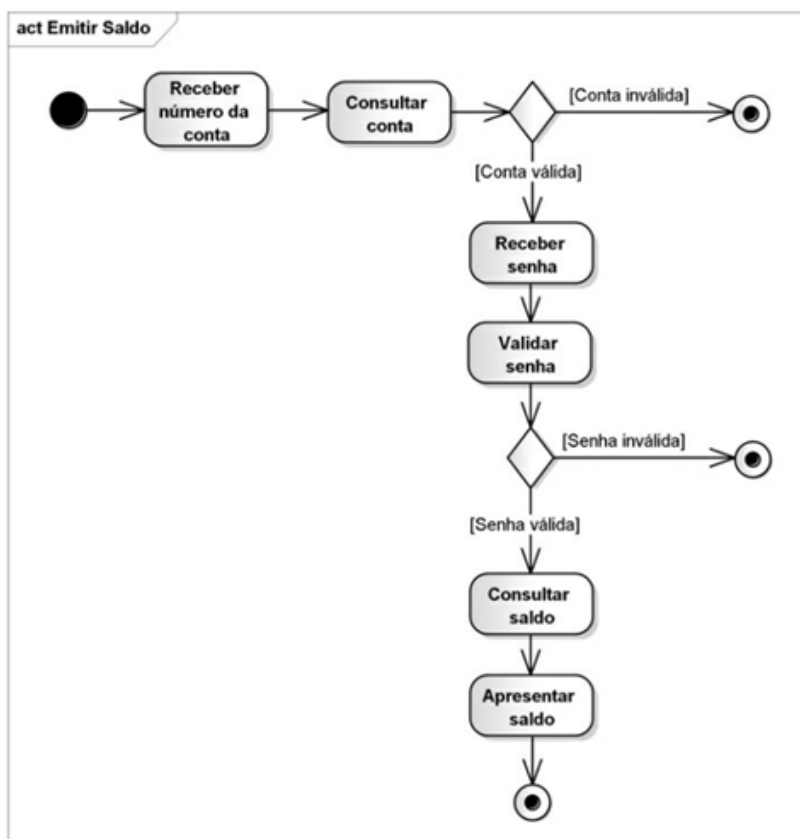 act Emitir Saldo
Receber
número da
conta
Consultar
conta
[Conta inválida]
[Conta válida]
Receber
senha
Validar
senha
[Senha inválida]
[Senha válida]
Consultar
saldo
Apresentar
saldo